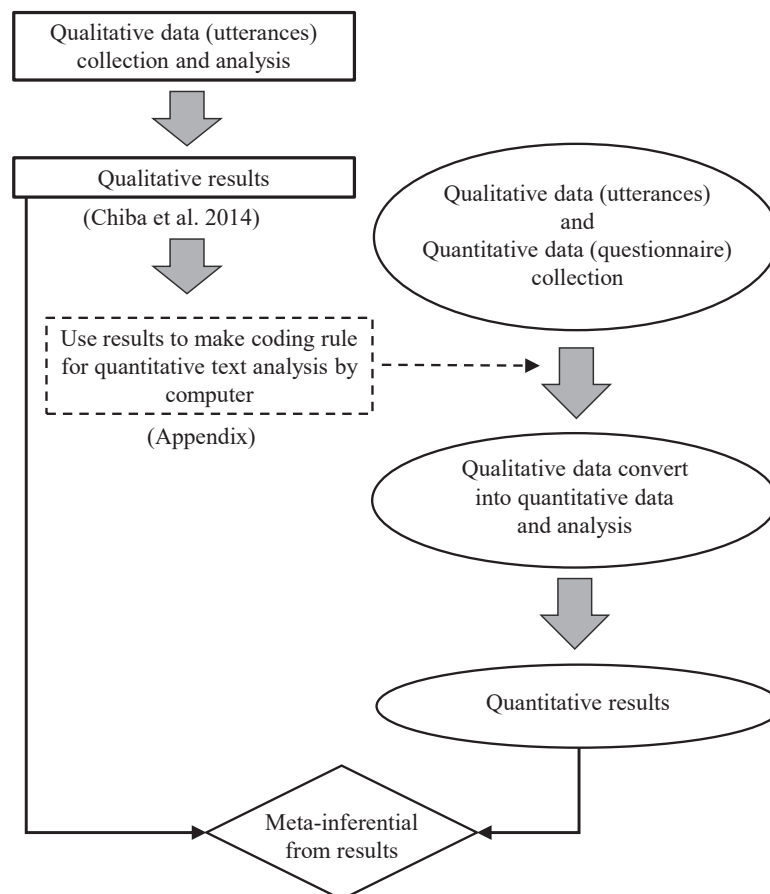 Qualitative data (utterances)
collection and analysis
Qualitative results
(Chiba et al. 2014)
Use results to make coding rule
for quantitative text analysis by
computer
(Appendix)
Qualitative data (utterances)
and
Quantitative data (questionnaire)
collection
Qualitative data convert
into quantitative data
and analysis
Quantitative results
Meta-inferential
from results